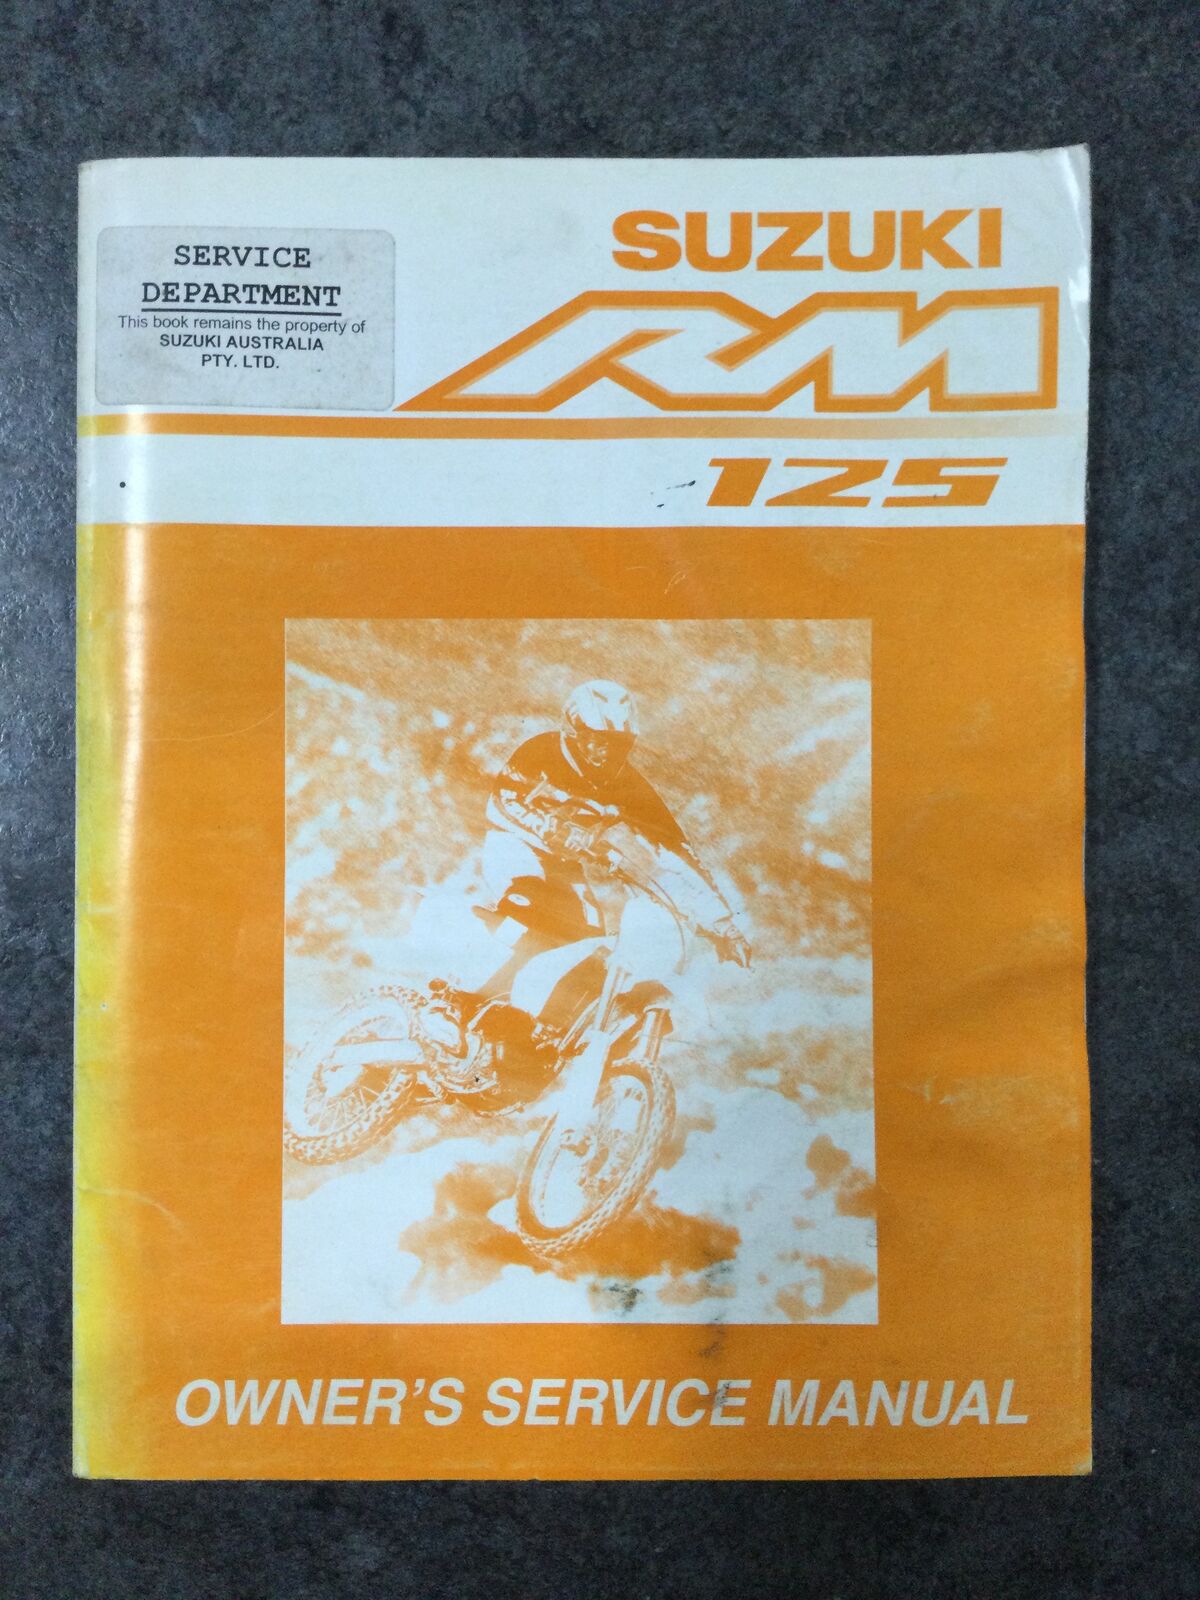 SERVICE
DEPARTMENT
This book remains the property of
SUZUKI AUSTRALIA
PTY. LTD.
SUZUKI
RM
125
OWNER'S SERVICE MANUAL